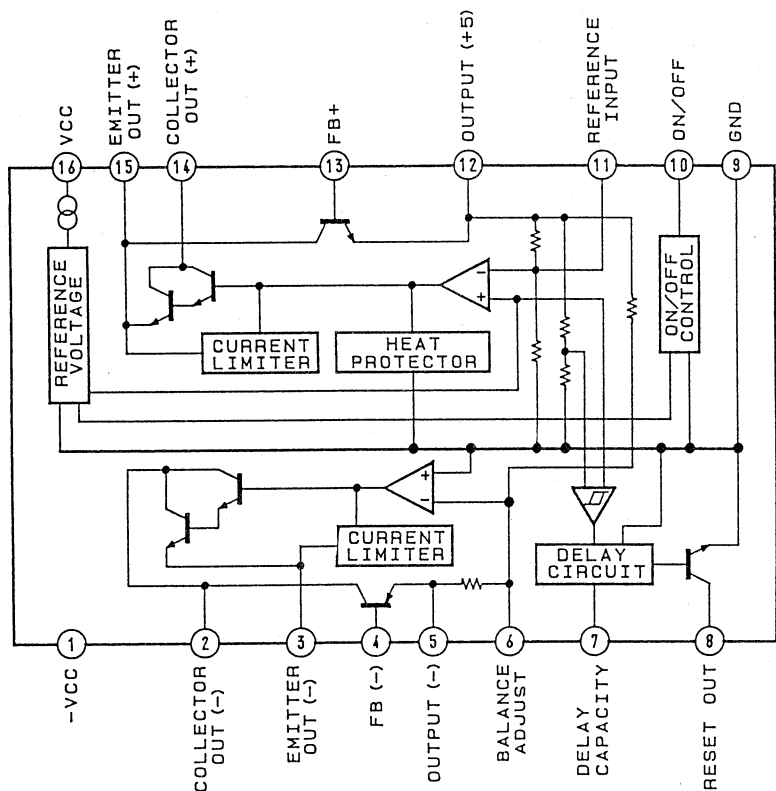 VCC
EMITTER
OUT (+)
COLLECTOR
OUT (+)
FB+
OUTPUT (+5)
REFERENCE
INPUT
ON/OFF
GND
16
15
14
13
12
11
10
9
REFERENCE
VOLTAGE
CURRENT
LIMITER
HEAT
PROTECTOR
-
+
ON/OFF
CONTROL
+
-
CURRENT
LIMITER
DELAY
CIRCUIT
1
2
3
4
5
6
7
8
-VCC
COLLECTOR
OUT (-)
EMITTER
OUT (-)
FB (-)
OUTPUT (-)
BALANCE
ADJUST
DELAY
CAPACITY
RESET OUT